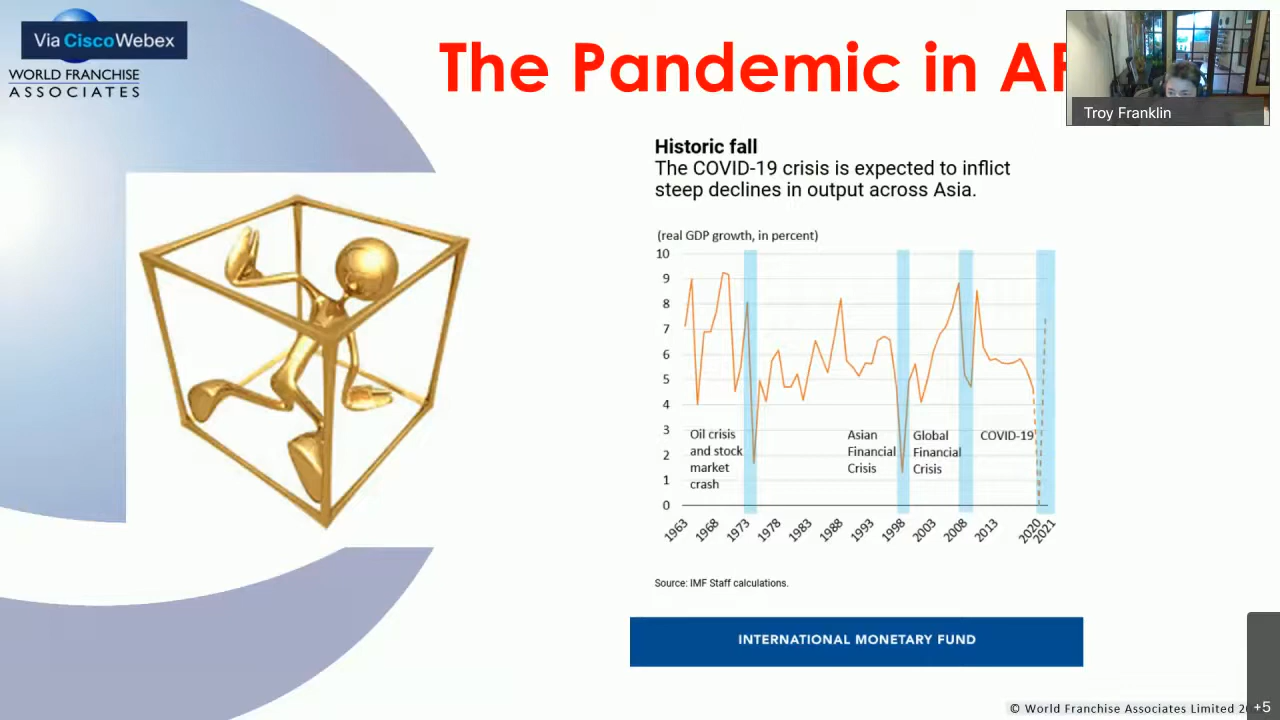 Via Cisco Webex
WORLD FRANCHISE
ASSOCIATES
The Pandemic in
Troy Franklin
Historic fall
The COVID-19 crisis is expected to inflict
steep declines in output across Asia.
(real GDP growth, in percent)
10
9
8
7
6
5
4
3
2
1
0
Oil crisis
and stock
market
crash
Asian
Financial
Crisis
Global
Financial
Crisis
COVID-19
1963
1968
1973
1978
1983
1988
1993
1998
2003
2008
2013
2020
2021
Source: IMF Staff calculations.
INTERNATIONAL MONETARY FUND
© World Franchise Associates Limited
+5